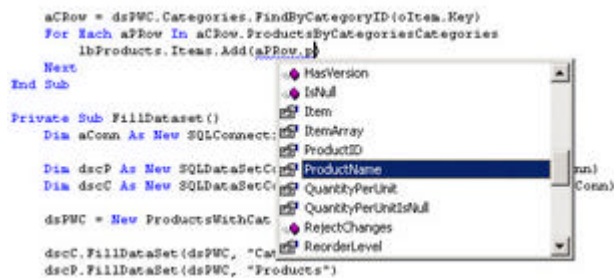 aCRow = dsPWC.Categories.FindByCategoryID(oItem.Key)
For Each aPRow In aCRow.ProductsByCategoriesCategories
lbProducts.Items.Add(aPRow.p)
Next
End Sub
HasVersion
IsNull
Item
ItemArray
ProductID
ProductName
QuantityPerUnit
QuantityPerUnitIsNull
RejectChanges
ReorderLevel
Private Sub FillDataset()
Dim aConn As New SQLConnect
Dim dscP As New SQLDataSetC nn)
Dim dscC As New SQLDataSetC Conn)
dsPWC = New ProductsWithCat
dscC.FillDataSet(dsPWC, "Cat
dscP.FillDataSet(dsPWC, "Products")